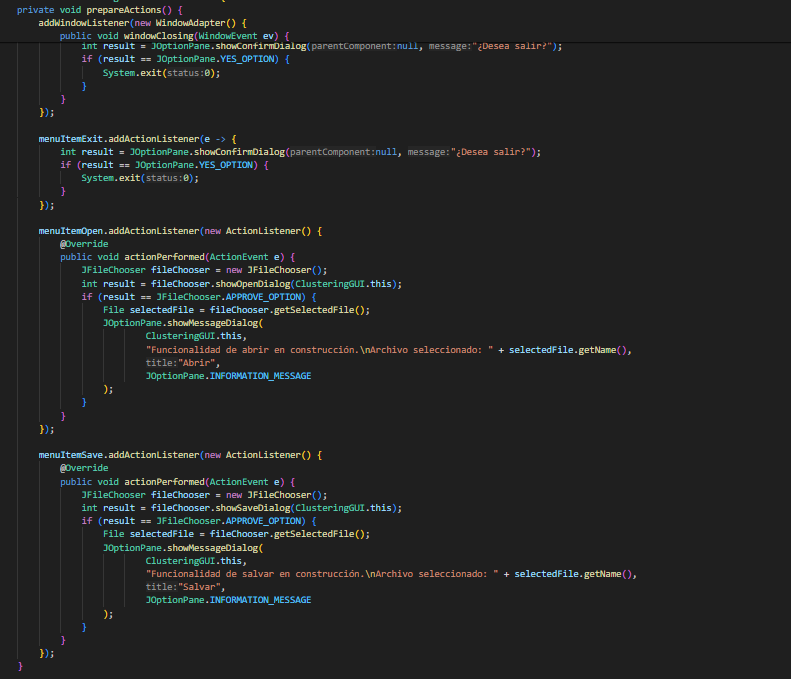 private void prepareActions() {
addWindowListener(new WindowAdapter() {
public void windowClosing(WindowEvent ev) {
int result = JOptionPane.showConfirmDialog(parentComponent:null, message:"¿Desea salir?");
if (result == JOptionPane.YES_OPTION) {
System.exit(status:0);
}
}
});
menuItemExit.addActionListener(e -> {
int result = JOptionPane.showConfirmDialog(parentComponent:null, message:"¿Desea salir?");
if (result == JOptionPane.YES_OPTION) {
System.exit(status:0);
}
});
menuItemOpen.addActionListener(new ActionListener() {
@Override
public void actionPerformed(ActionEvent e) {
JFileChooser fileChooser = new JFileChooser();
int result = fileChooser.showOpenDialog(ClusteringGUI.this);
if (result == JFileChooser.APPROVE_OPTION) {
File selectedFile = fileChooser.getSelectedFile();
JOptionPane.showMessageDialog(
ClusteringGUI.this,
"Funcionalidad de abrir en construcción.\nArchivo seleccionado: " + selectedFile.getName(),
title:"Abrir",
JOptionPane.INFORMATION_MESSAGE
);
}
}
});
menuItemSave.addActionListener(new ActionListener() {
@Override
public void actionPerformed(ActionEvent e) {
JFileChooser fileChooser = new JFileChooser();
int result = fileChooser.showSaveDialog(ClusteringGUI.this);
if (result == JFileChooser.APPROVE_OPTION) {
File selectedFile = fileChooser.getSelectedFile();
JOptionPane.showMessageDialog(
ClusteringGUI.this,
"Funcionalidad de salvar en construcción.\nArchivo seleccionado: " + selectedFile.getName(),
title:"Salvar",
JOptionPane.INFORMATION_MESSAGE
);
}
}
});
}